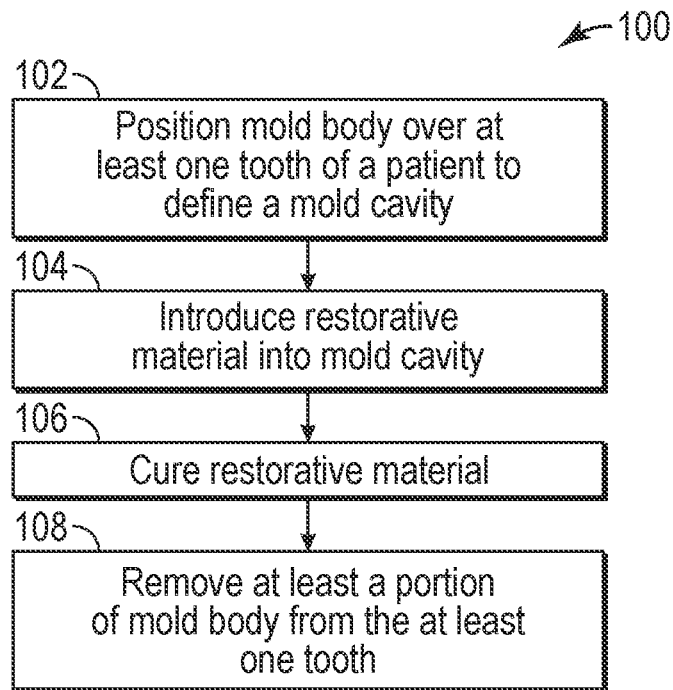 100
102
Position mold body over at
least one tooth of a patient to
define a mold cavity
104
Introduce restorative
material into mold cavity
106
Cure restorative material
108
Remove at least a portion
of mold body from the at least
one tooth